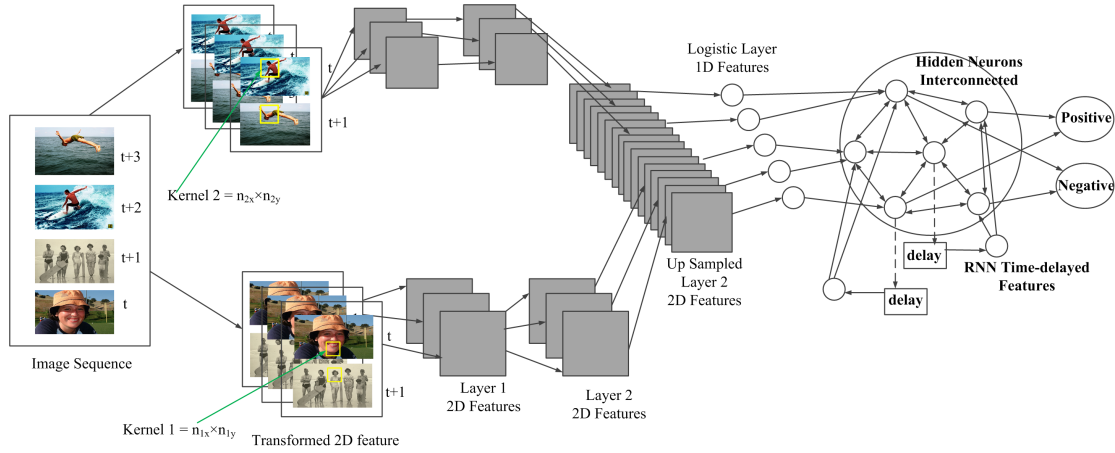 t+3
t+2
t+1
t
Image Sequence
t
t+1
Kernel 2 = n2x×n2y
t
t+1
Kernel 1 = n1x×n1y
Transformed 2D feature
Layer 1
2D Features
Layer 2
2D Features
Up Sampled
Layer 2
2D Features
Logistic Layer
1D Features
Hidden Neurons
Interconnected
Positive
Negative
delay
delay
RNN Time-delayed
Features